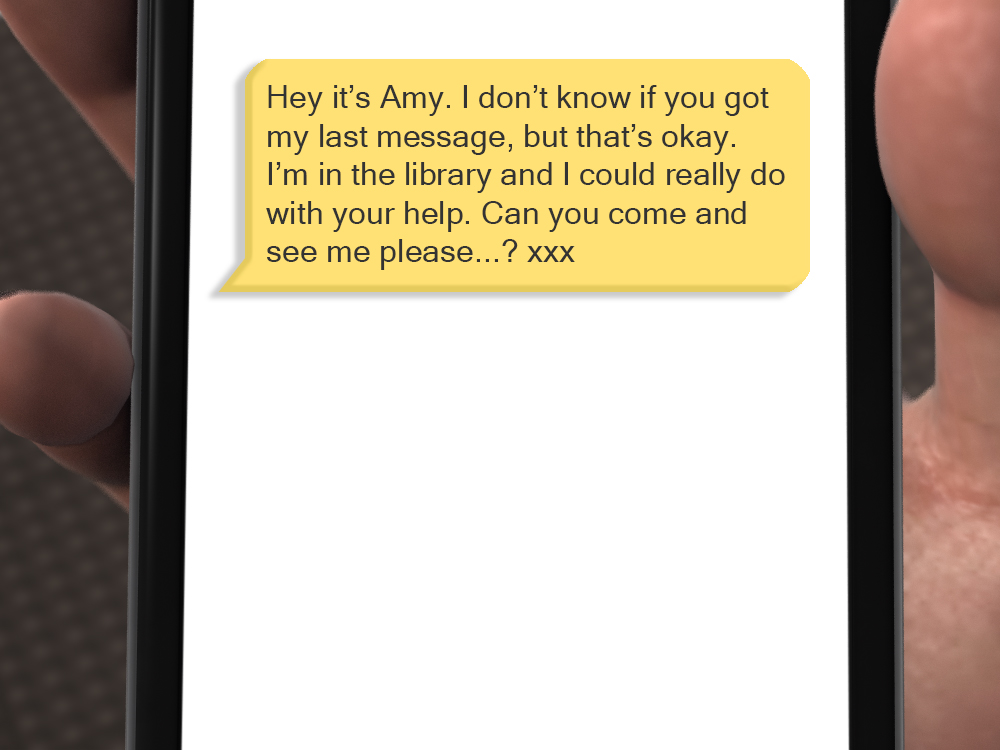 Hey it’s Amy. I don’t know if you got
my last message, but that’s okay.
I’m in the library and I could really do
with your help. Can you come and
see me please...? xxx